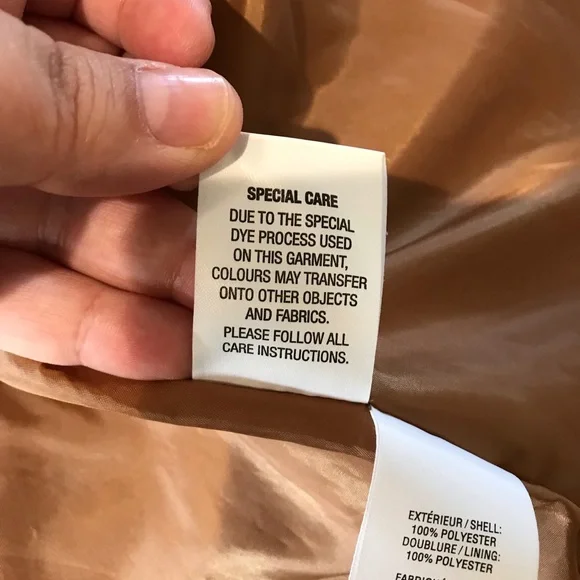 SPECIAL CARE
DUE TO THE SPECIAL
DYE PROCESS USED
ON THIS GARMENT,
COLOURS MAY TRANSFER
ONTO OTHER OBJECTS
AND FABRICS.
PLEASE FOLLOW ALL
CARE INSTRUCTIONS.
EXTÉRIEUR / SHELL:
100% POLYESTER
DOUBLURE / LINING:
100% POLYESTER